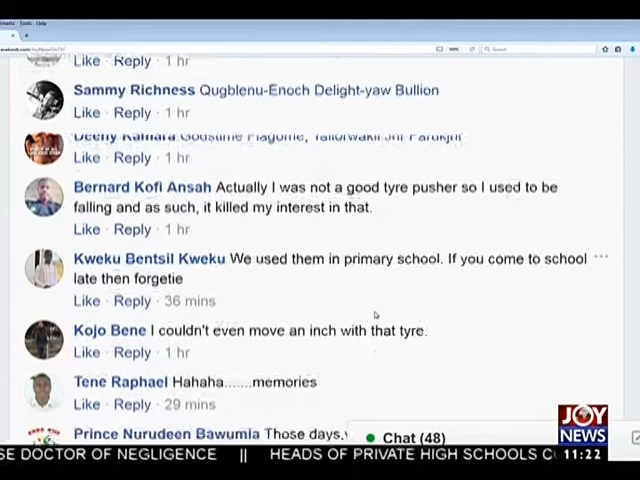 Tools Help
Search
Like · Reply · 1 hr
Sammy Richness Qugblenu-Enoch Delight-yaw Bullion
Like · Reply · 1 hr
Like · Reply · 1 hr
Bernard Kofi Ansah Actually I was not a good tyre pusher so I used to be
falling and as such, it killed my interest in that.
Like · Reply · 1 hr
Kweku Bentsil Kweku We used them in primary school. If you come to school
late then forgetie
Like · Reply · 36 mins
Kojo Bene I couldn't even move an inch with that tyre.
Like · Reply · 1 hr
Tene Raphael Hahaha.......memories
Like · Reply · 29 mins
Prince Nurudeen Bawumia Those days.
Chat (48)
JOY
NEWS
SE DOCTOR OF NEGLIGENCE || HEADS OF PRIVATE HIGH SCHOOLS
11:22